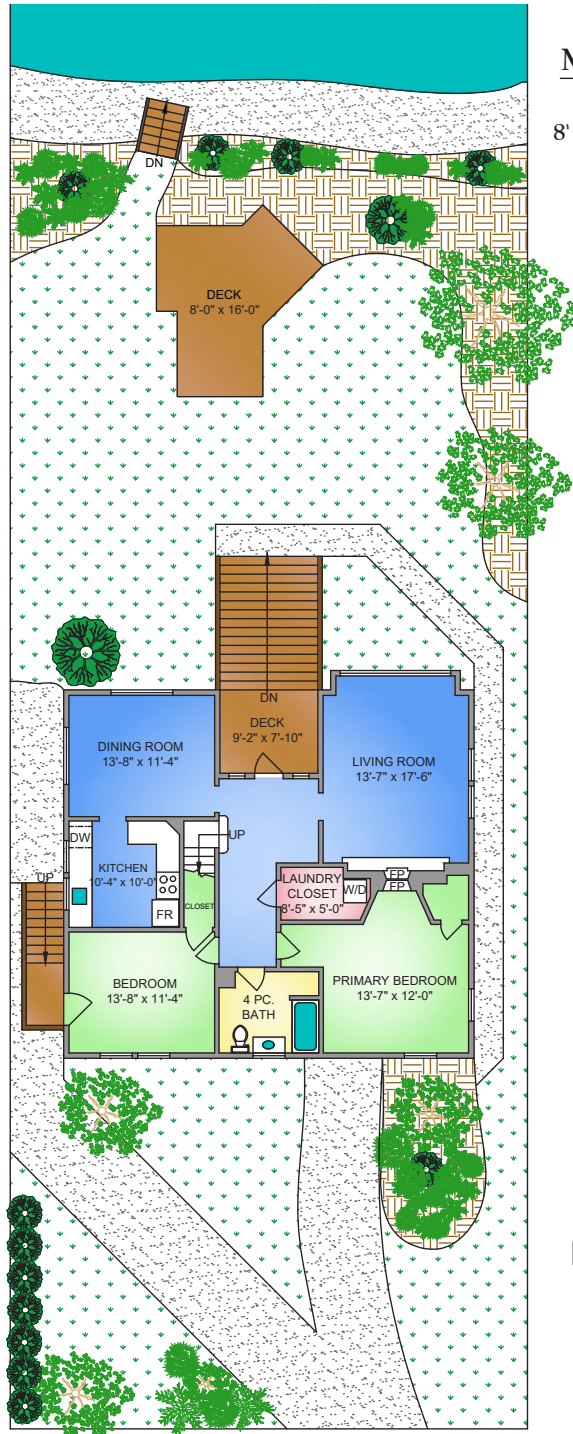 M
8'
DN
DECK
8'-0" x 16'-0"
DN
DECK
9'-2" x 7'-10"
DINING ROOM
13'-8" x 11'-4"
LIVING ROOM
13'-7" x 17'-6"
DW
UP
KITCHEN
10'-4" x 10'-0"
FR
CLOSET
UP
FP
FP
LAUNDRY
CLOSET
8'-5" x 5'-0"
W/D
BEDROOM
13'-8" x 11'-4"
PRIMARY BEDROOM
13'-7" x 12'-0"
4 PC.
BATH